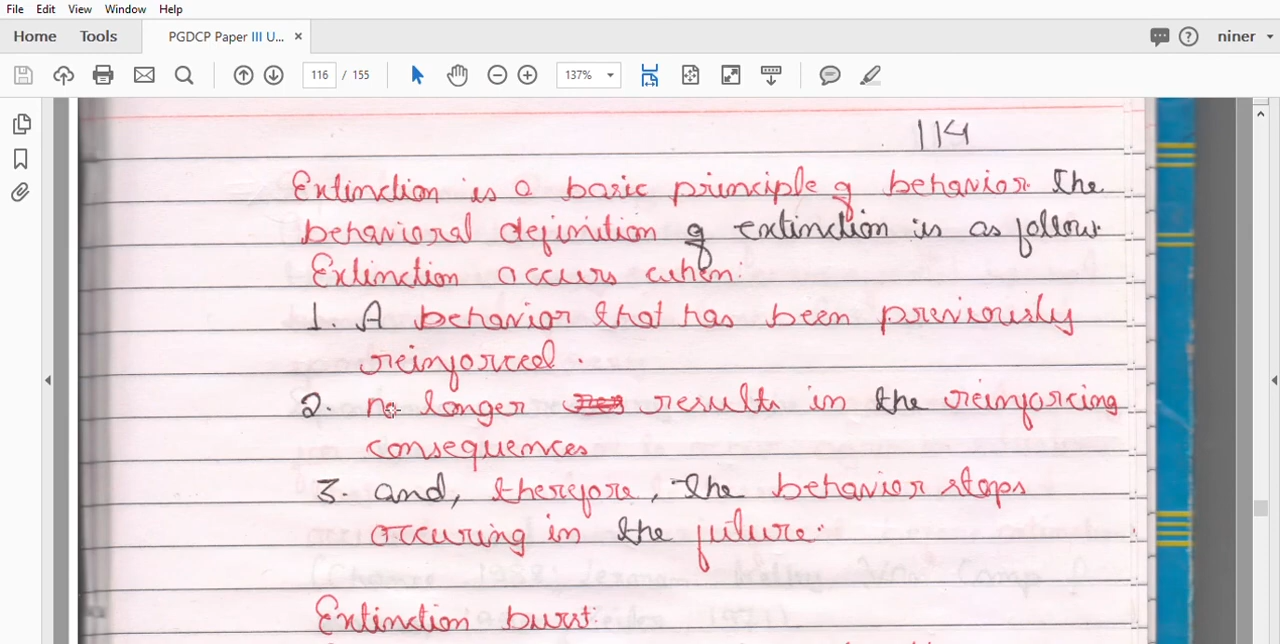 File Edit View Window Help
Home Tools PGDCP Paper III U... × niner
116 / 155 137%
114
Extinction is a basic principle of behavior. The
behavioral definition of extinction is as follow.
Extinction occurs when:
1. A behavior that has been previously
reinforced.
2. no longer results in the reinforcing
consequences
3. and, therefore, the behavior stops
occuring in the future.
Extinction burst: